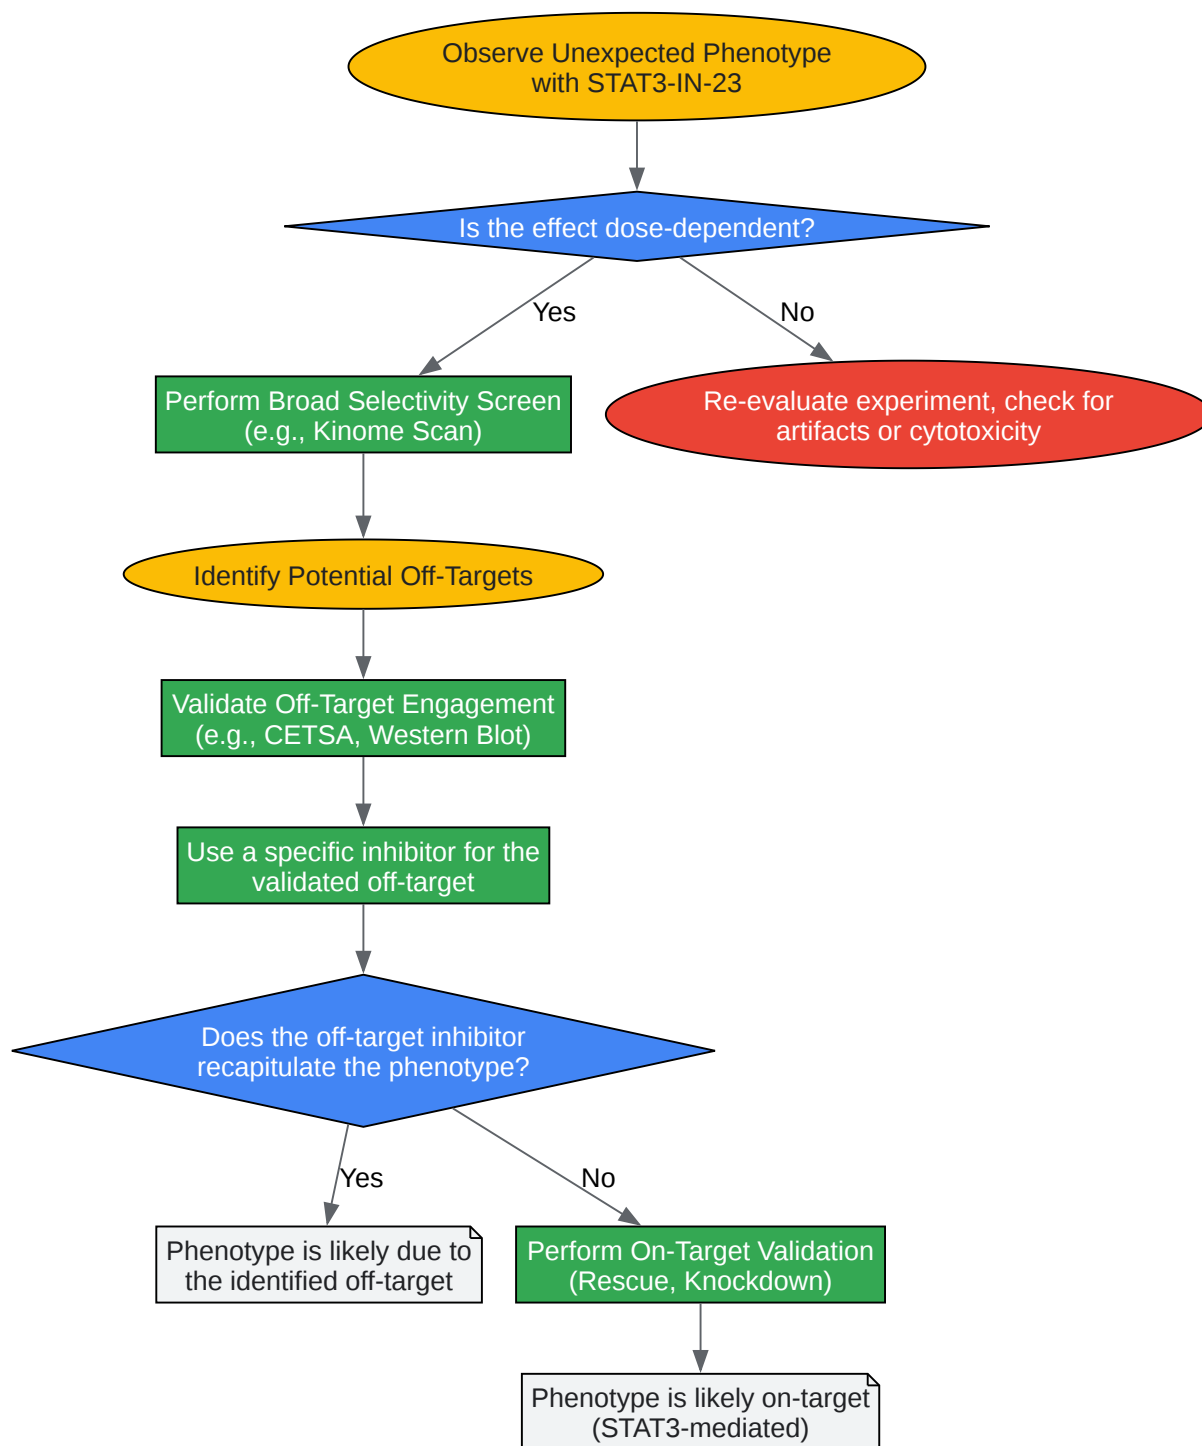 Observe Unexpected Phenotype
with STAT3-IN-23
Is the effect dose-dependent?
Yes
No
Perform Broad Selectivity Screen
(e.g., Kinome Scan)
Re-evaluate experiment, check for
artifacts or cytotoxicity
Identify Potential Off-Targets
Validate Off-Target Engagement
(e.g., CETSA, Western Blot)
Use a specific inhibitor for the
validated off-target
Does the off-target inhibitor
recapitulate the phenotype?
Yes
No
Phenotype is likely due to
the identified off-target
Perform On-Target Validation
(Rescue, Knockdown)
Phenotype is likely on-target
(STAT3-mediated)